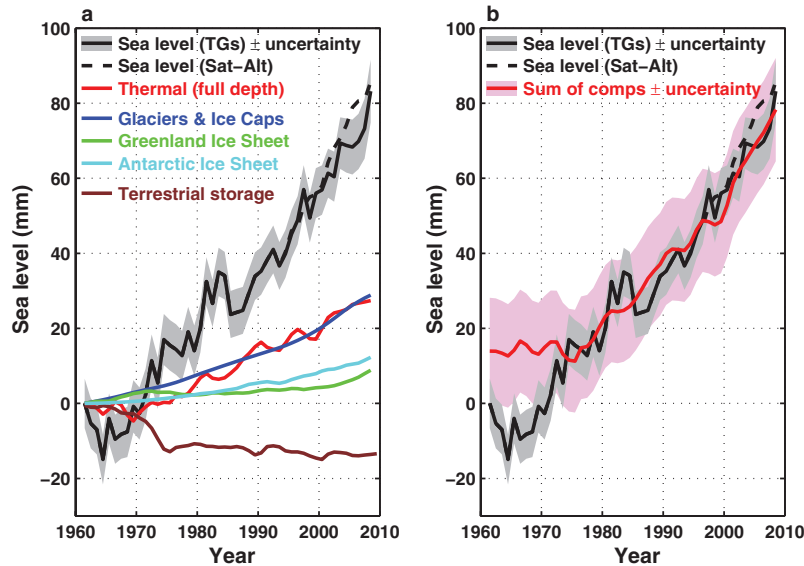 a
Sea level (TGs) ± uncertainty
Sea level (Sat-Alt)
Thermal (full depth)
Glaciers & Ice Caps
Greenland Ice Sheet
Antarctic Ice Sheet
Terrestrial storage
100
80
60
40
20
0
-20
Sea level (mm)
1960 1970 1980 1990 2000 2010
Year
b
Sea level (TGs) ± uncertainty
Sea level (Sat-Alt)
Sum of comps ± uncertainty
100
80
60
40
20
0
-20
Sea level (mm)
1960 1970 1980 1990 2000 2010
Year